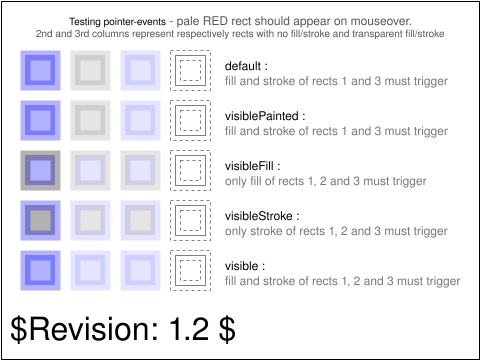 Testing pointer-events - pale RED rect should appear on mouseover.
2nd and 3rd columns represent respectively rects with no fill/stroke and transparent fill/stroke
default :
fill and stroke of rects 1 and 3 must trigger
visiblePainted :
fill and stroke of rects 1 and 3 must trigger
visibleFill :
only fill of rects 1, 2 and 3 must trigger
visibleStroke :
only stroke of rects 1, 2 and 3 must trigger
visible :
fill and stroke of rects 1, 2 and 3 must trigger
$Revision: 1.2 $